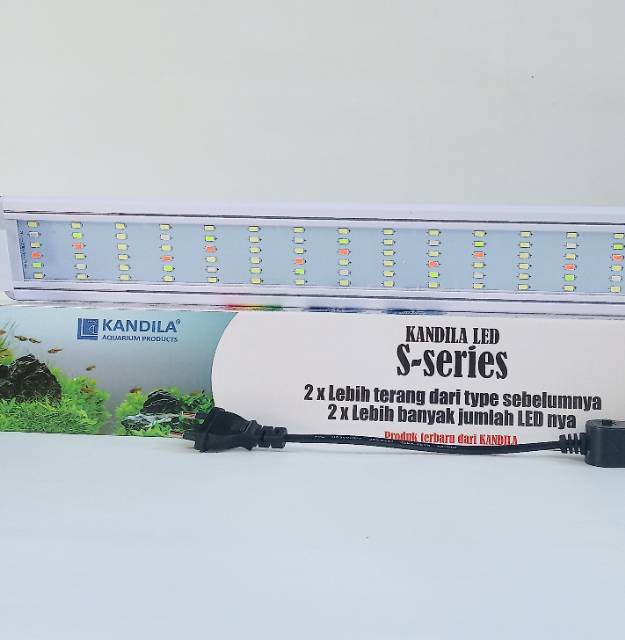 KANDILA®
AQUARIUM PRODUCTS
KANDILA LED
S-series
2 x Lebih terang dari type sebelumnya
2 x Lebih banyak jumlah LED nya
Produk terbaru dari KANDILA